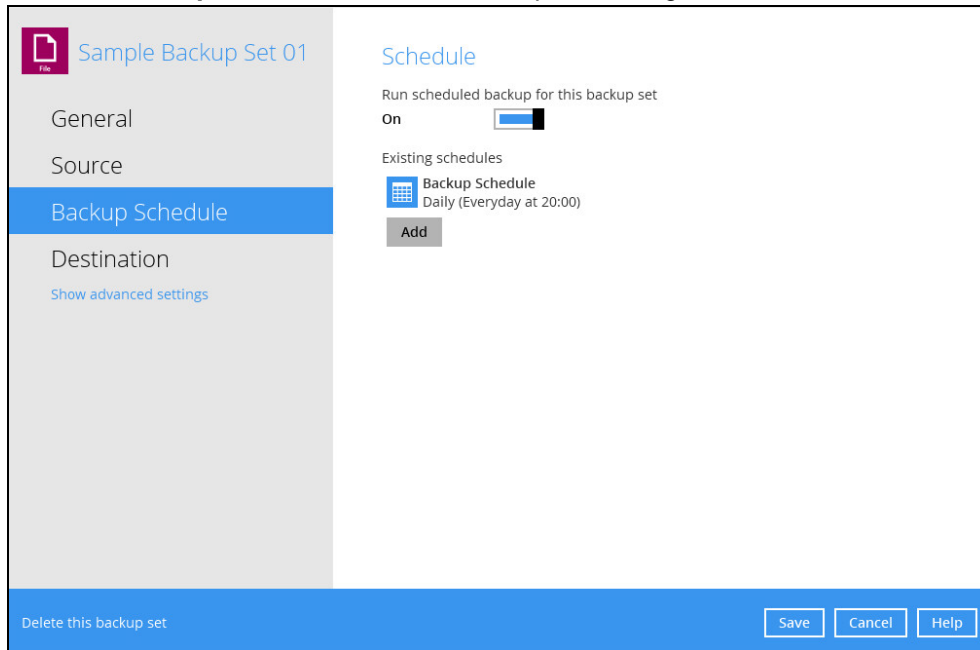 File
Sample Backup Set 01
General
Source
Backup Schedule
Destination
Show advanced settings
Schedule
Run scheduled backup for this backup set
On
Existing schedules
Backup Schedule
Daily (Everyday at 20:00)
Add
Delete this backup set
Save
Cancel
Help